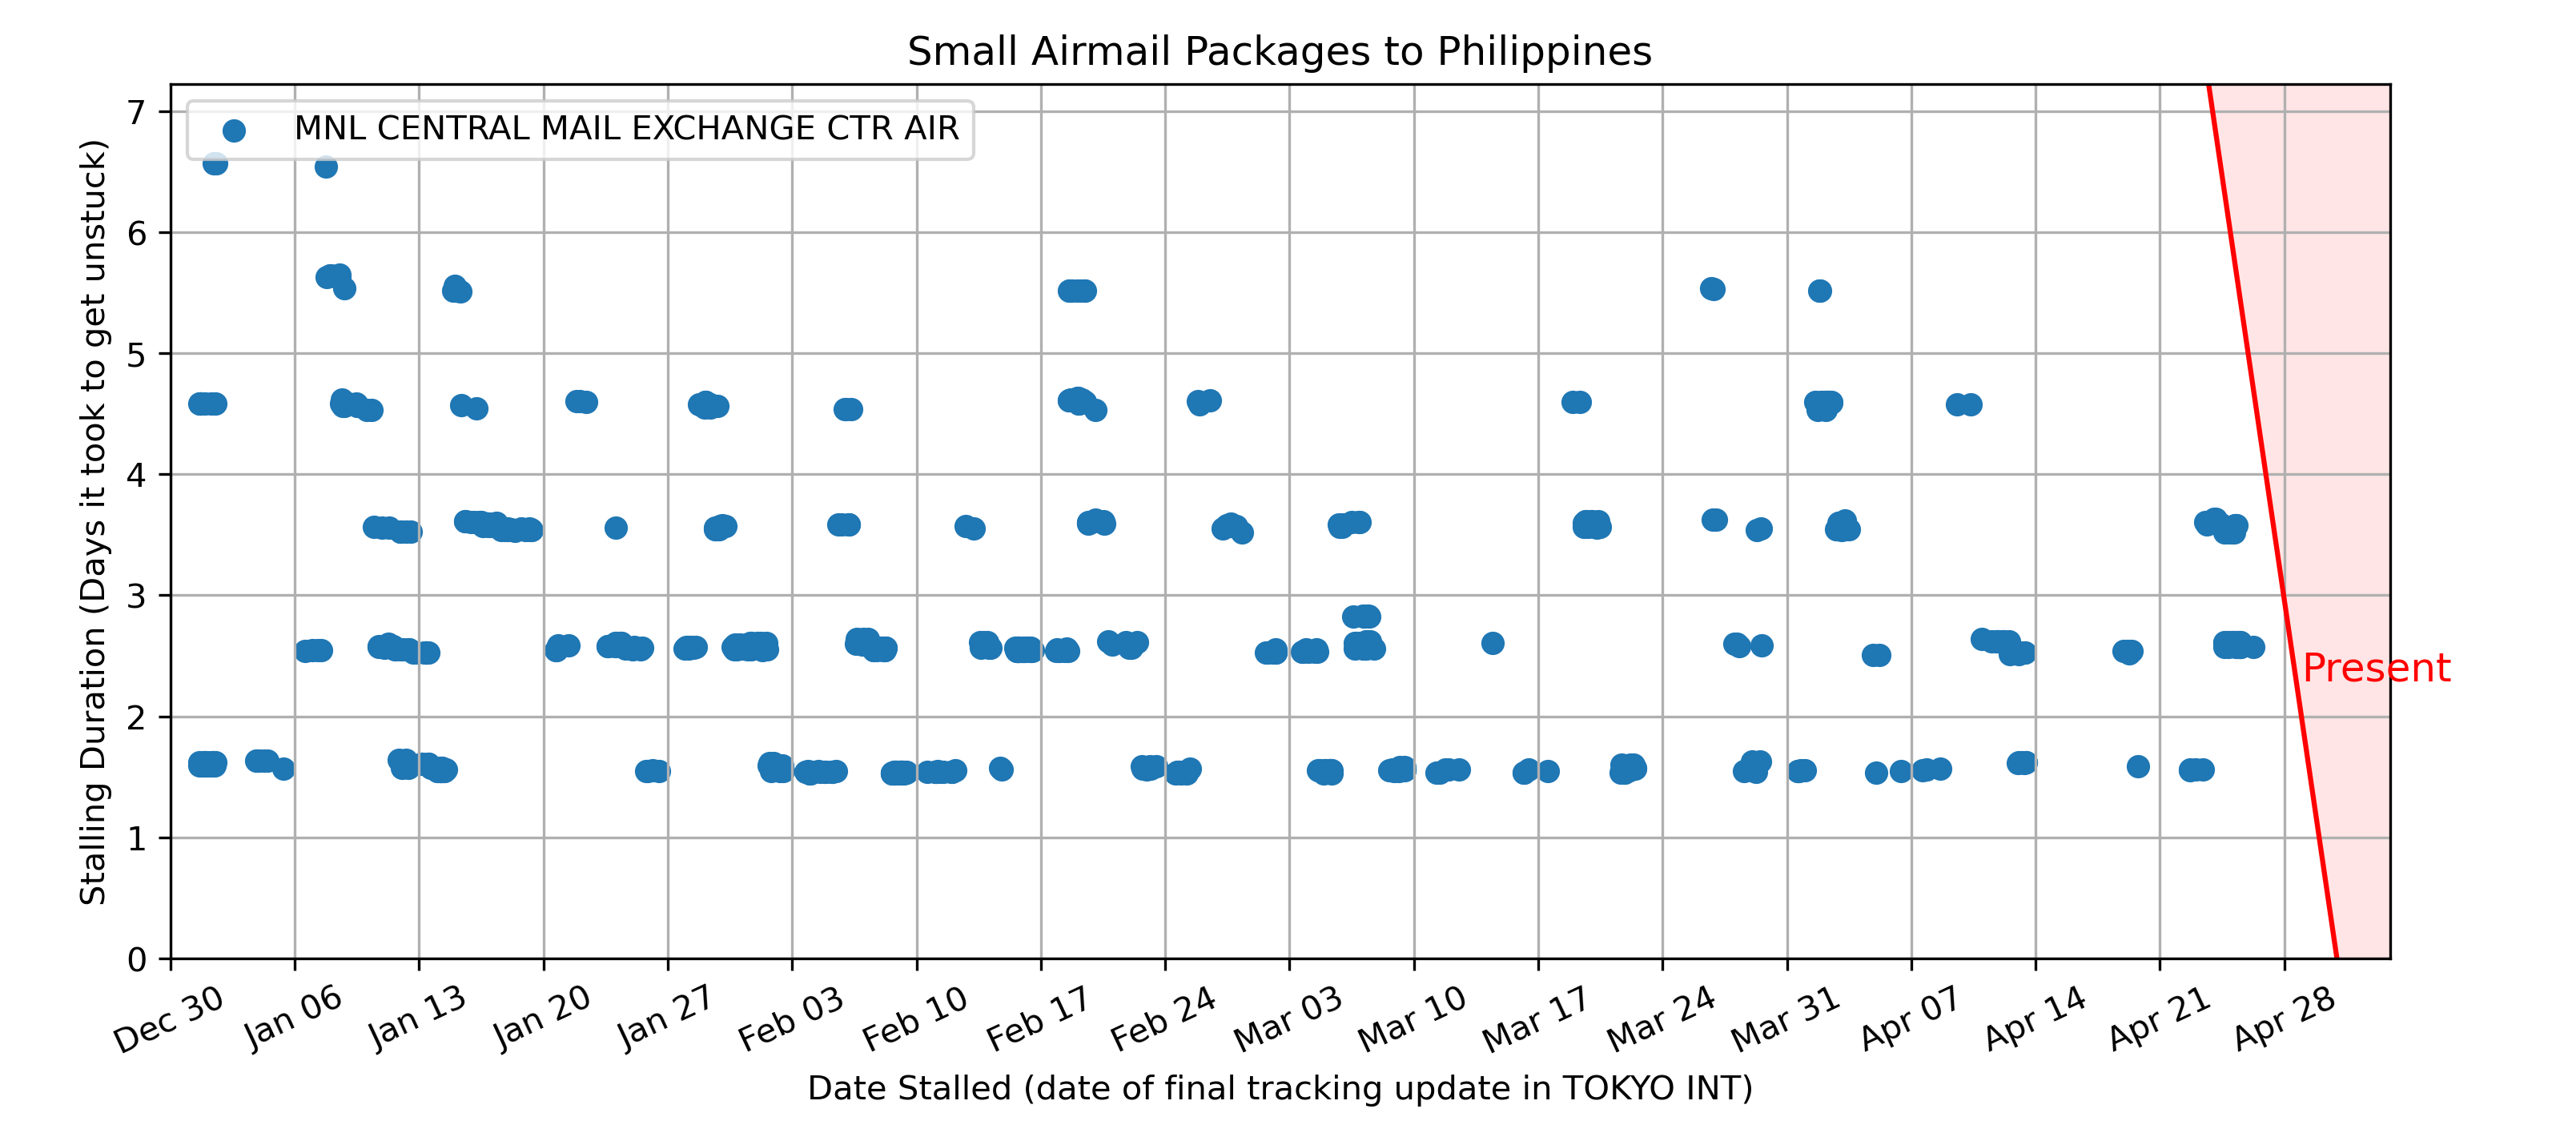 Small Airmail Packages to Philippines
MNL CENTRAL MAIL EXCHANGE CTR AIR
Stalling Duration (Days it took to get unstuck)
7
6
5
4
3
2
1
0
Present
Dec 30
Jan 06
Jan 13
Jan 20
Jan 27
Feb 03
Feb 10
Feb 17
Feb 24
Mar 03
Mar 10
Mar 17
Mar 24
Mar 31
Apr 07
Apr 14
Apr 21
Apr 28
Date Stalled (date of final tracking update in TOKYO INT)